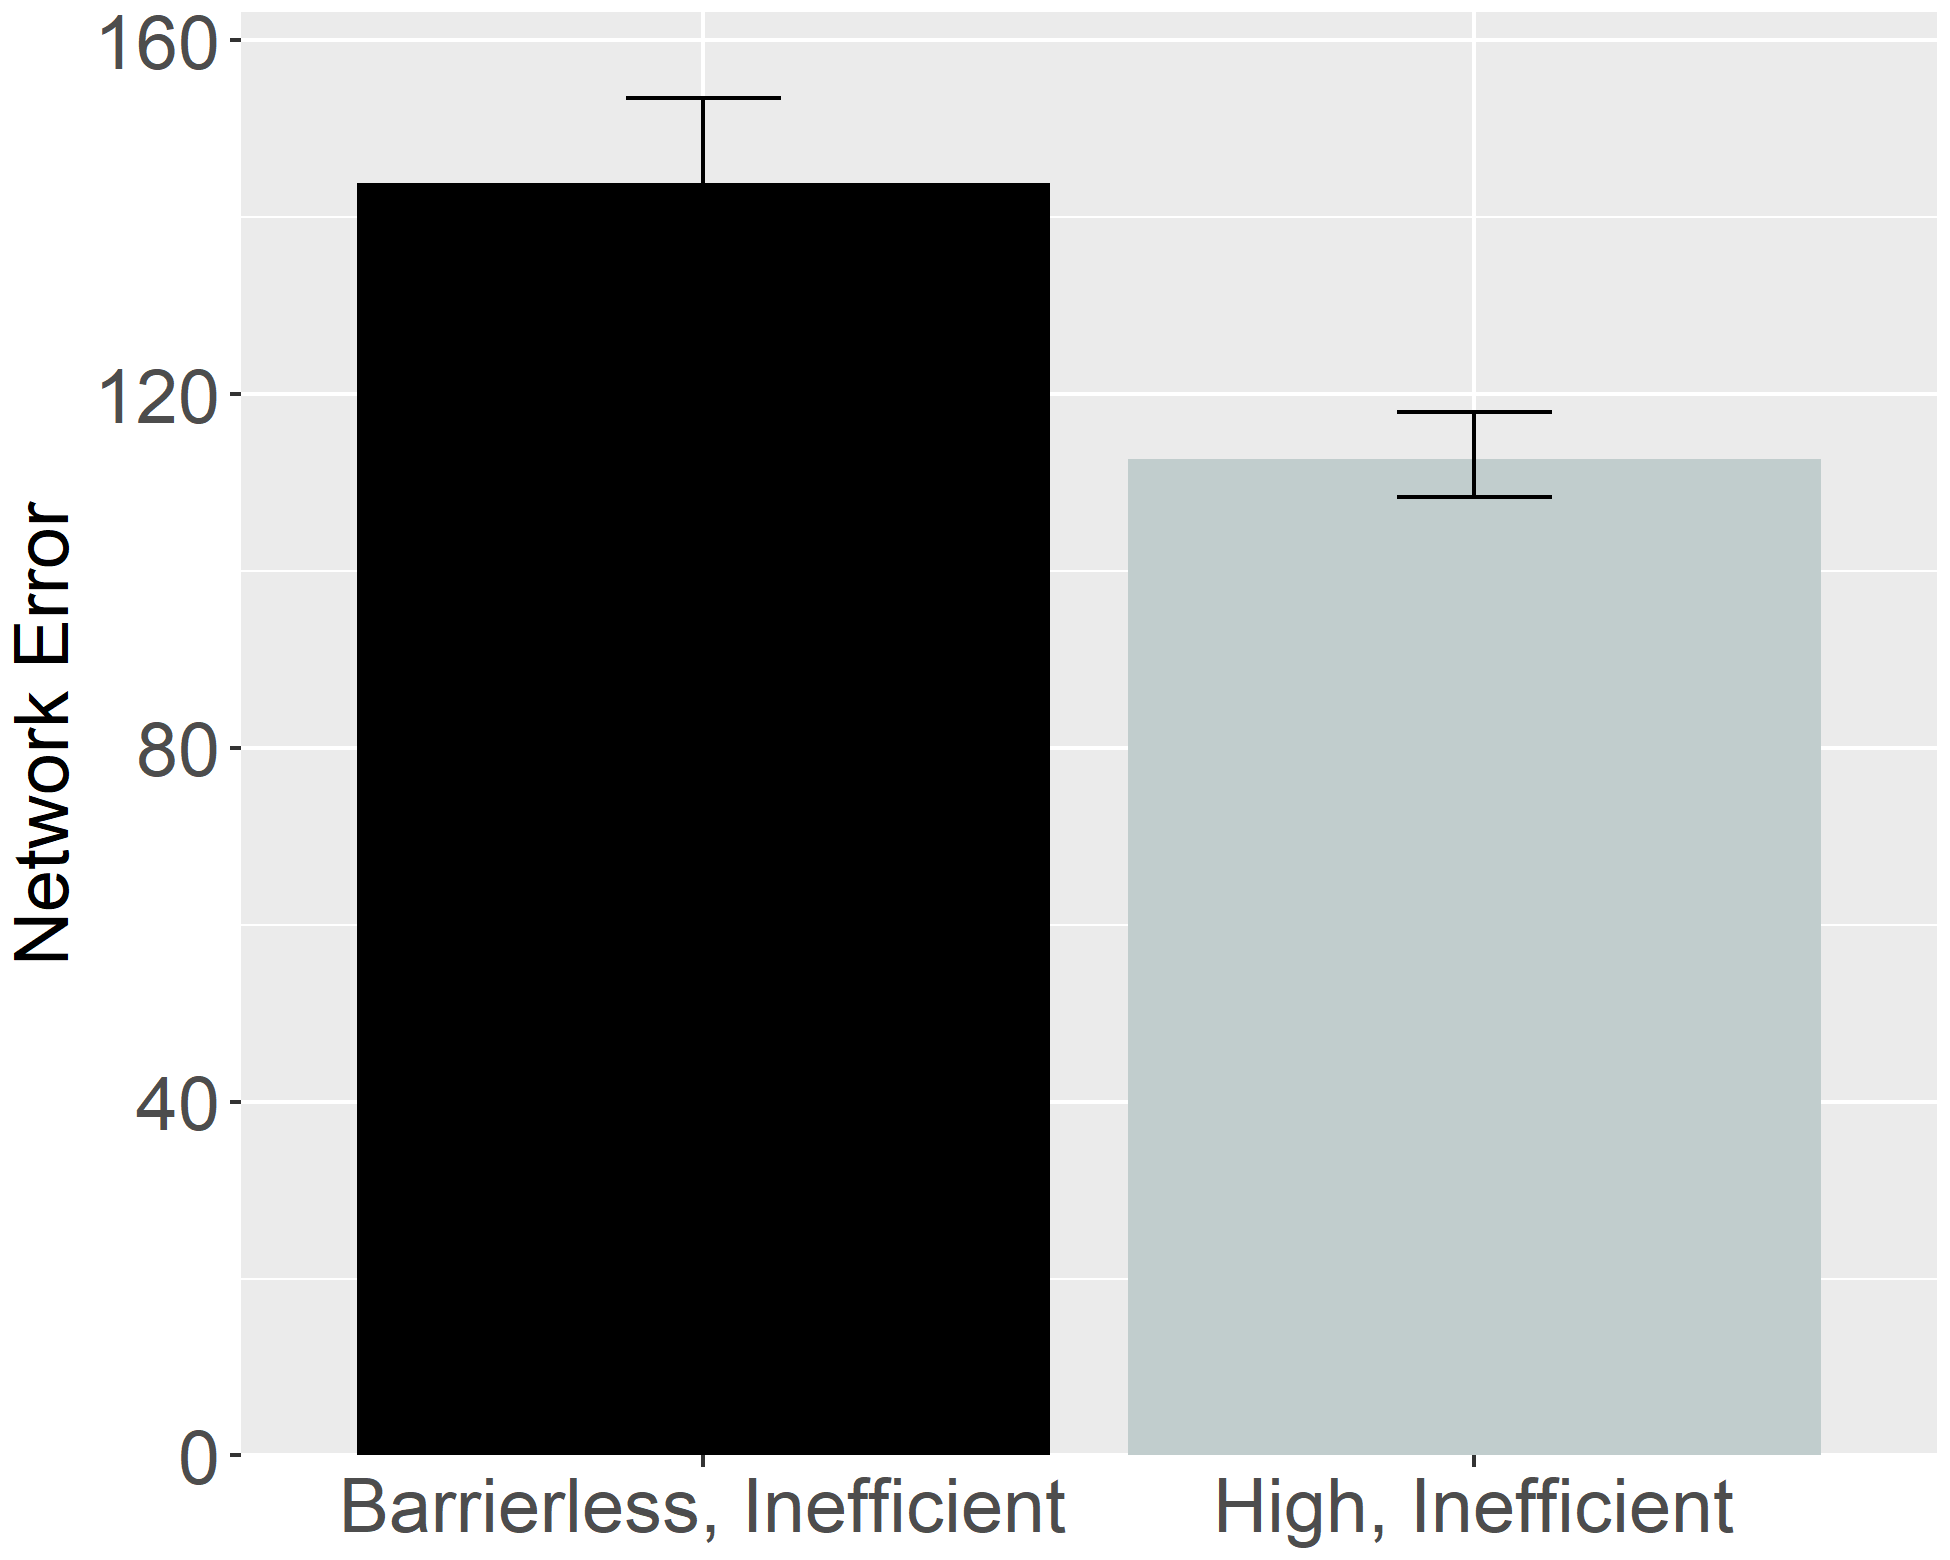 Network Error
160
120
80
40
0
Barrierless, Inefficient
High, Inefficient